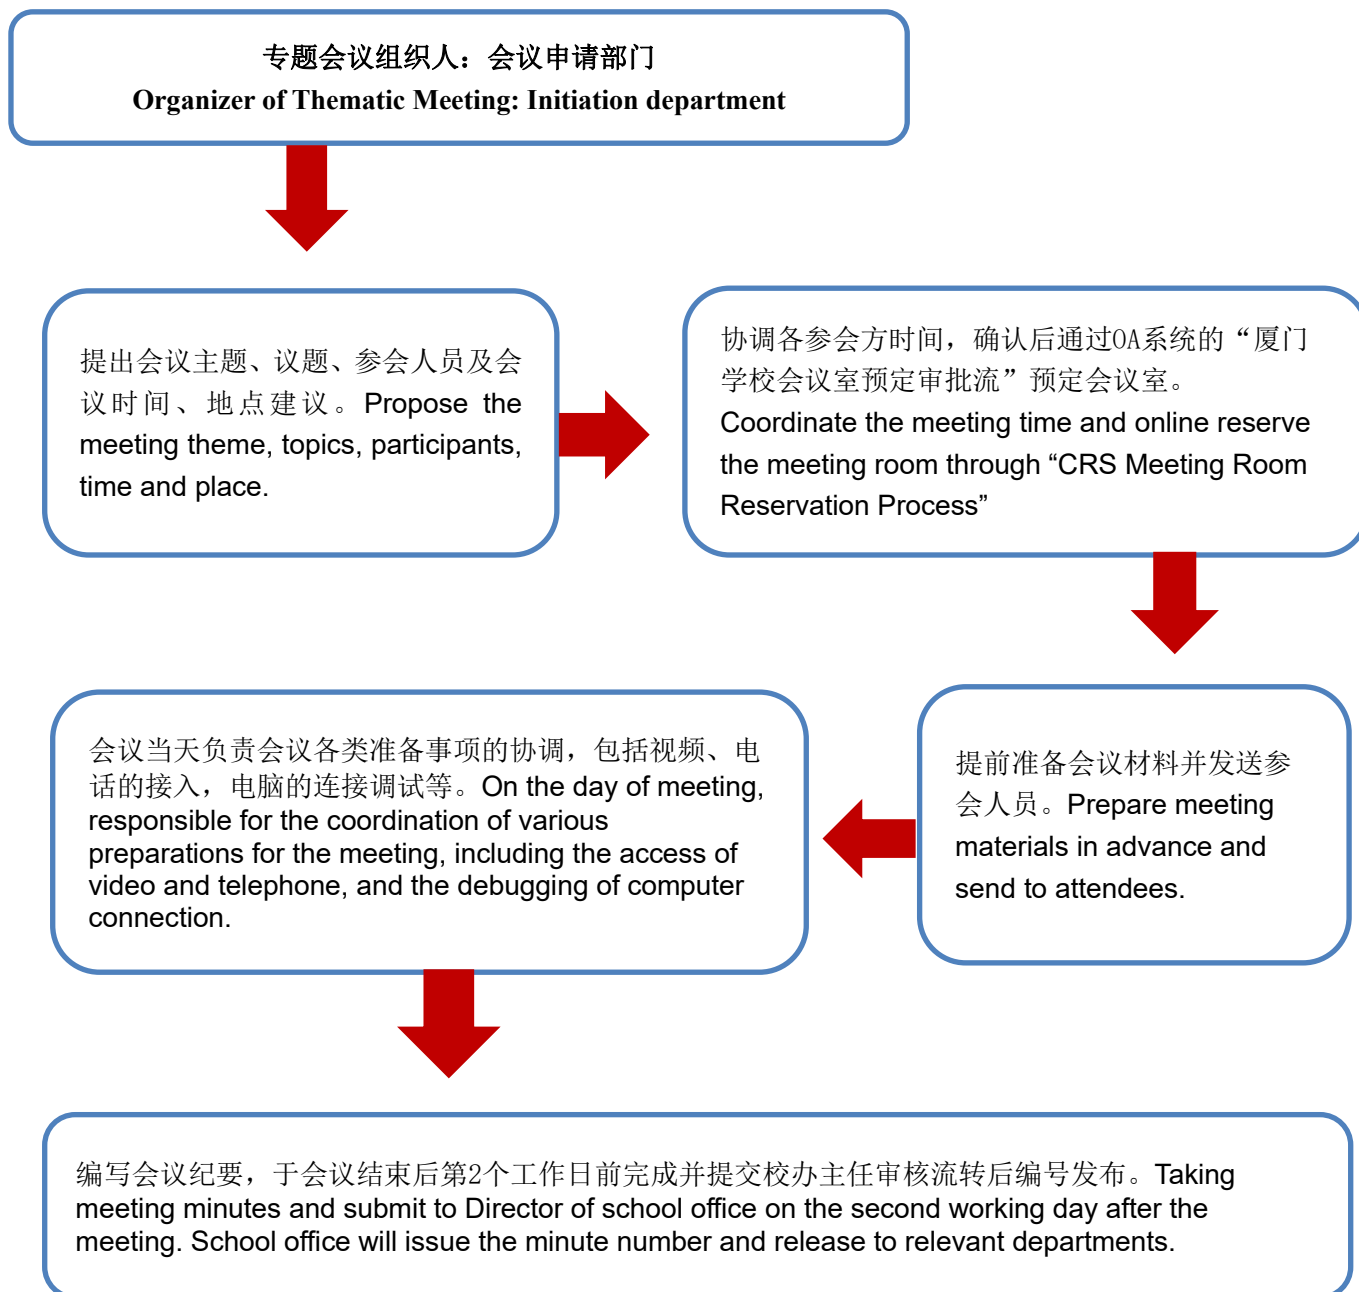 专题会议组织人：会议申请部门
Organizer of Thematic Meeting: Initiation department
提出会议主题、议题、参会人员及会
议时间、地点建议。Propose the
meeting theme, topics, participants,
time and place.
协调各参会方时间，确认后通过OA系统的“厦门
学校会议室预定审批流”预定会议室。
Coordinate the meeting time and online reserve
the meeting room through “CRS Meeting Room
Reservation Process”
提前准备会议材料并发送参
会人员。Prepare meeting
materials in advance and
send to attendees.
会议当天负责会议各类准备事项的协调，包括视频、电
话的接入，电脑的连接调试等。On the day of meeting,
responsible for the coordination of various
preparations for the meeting, including the access of
video and telephone, and the debugging of computer
connection.
编写会议纪要，于会议结束后第2个工作日前完成并提交校办主任审核流转后编号发布。Taking
meeting minutes and submit to Director of school office on the second working day after the
meeting. School office will issue the minute number and release to relevant departments.